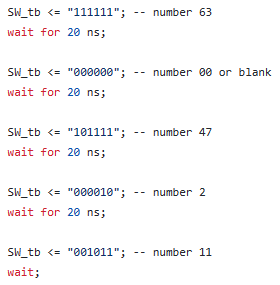 SW_tb <= "111111"; -- number 63
wait for 20 ns;
SW_tb <= "000000"; -- number 00 or blank
wait for 20 ns;
SW_tb <= "101111"; -- number 47
wait for 20 ns;
SW_tb <= "000010"; -- number 2
wait for 20 ns;
SW_tb <= "001011"; -- number 11
wait;